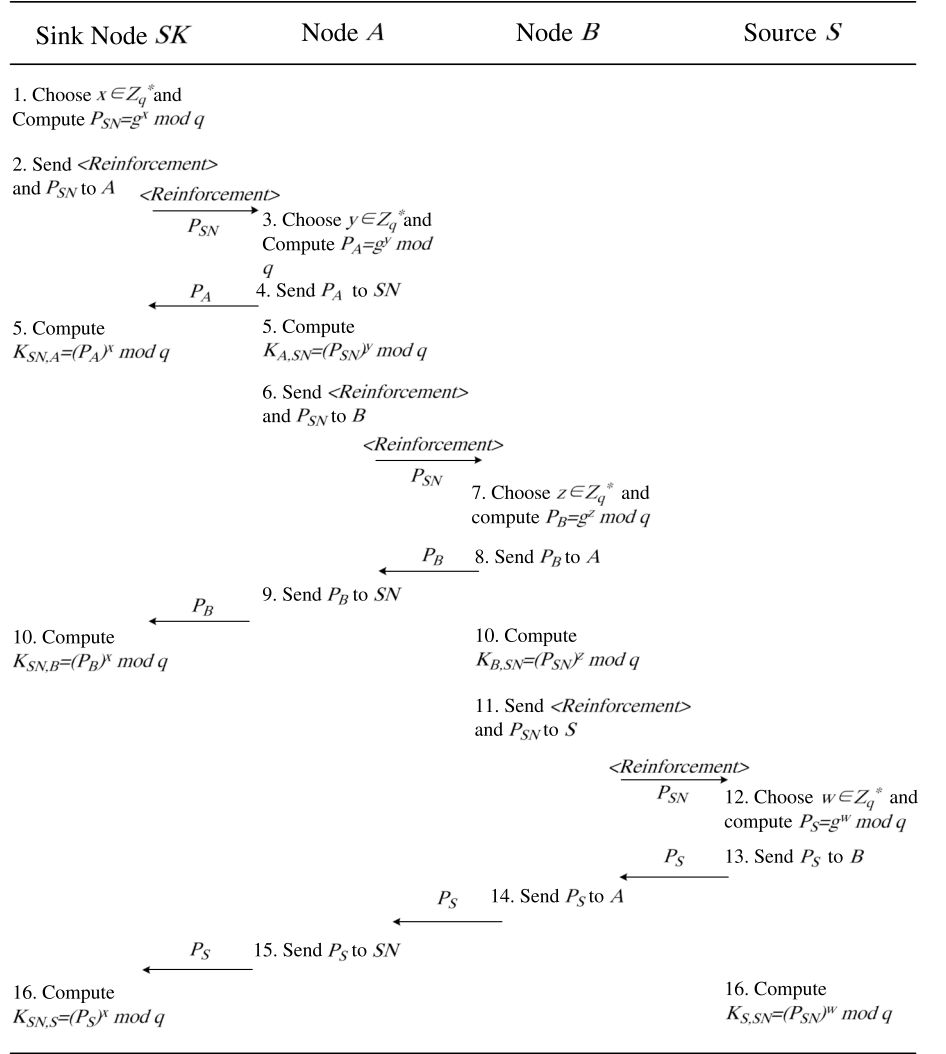 Sink Node SK Node A Node B Source S
1. Choose x∈Z_q^* and
Compute P_SN=g^x mod q
2. Send <Reinforcement>
and P_SN to A
<Reinforcement>
P_SN
3. Choose y∈Z_q^* and
Compute P_A=g^y mod
q
4. Send P_A to SN
P_A
5. Compute
K_SN,A=(P_A)^x mod q
5. Compute
K_A,SN=(P_SN)^y mod q
6. Send <Reinforcement>
and P_SN to B
<Reinforcement>
P_SN
7. Choose z∈Z_q^* and
compute P_B=g^z mod q
P_B
8. Send P_B to A
9. Send P_B to SN
P_B
10. Compute
K_SN,B=(P_B)^x mod q
10. Compute
K_B,SN=(P_SN)^z mod q
11. Send <Reinforcement>
and P_SN to S
<Reinforcement>
P_SN
12. Choose w∈Z_q^* and
compute P_S=g^w mod q
P_S
13. Send P_S to B
P_S
14. Send P_S to A
P_S
15. Send P_S to SN
16. Compute
K_SN,S=(P_S)^x mod q
16. Compute
K_S,SN=(P_SN)^w mod q